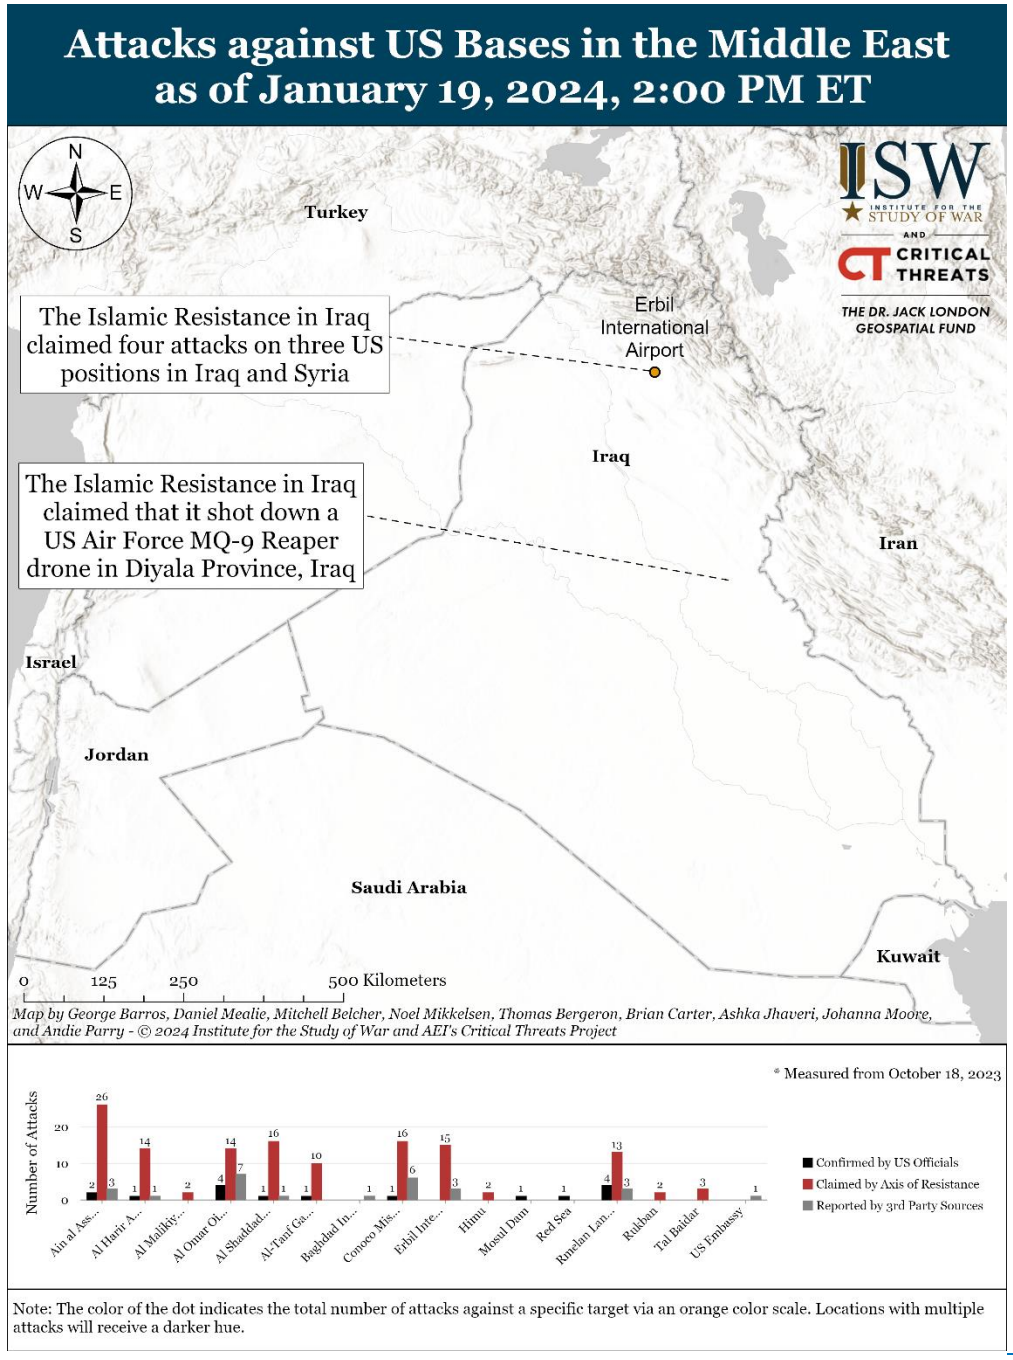 Attacks against US Bases in the Middle East
as of January 19, 2024, 2:00 PM ET
N
W
E
S
Turkey
ISW
INSTITUTE FOR THE
STUDY OF WAR
AND
CT CRITICAL
THREATS
THE DR. JACK LONDON
GEOSPATIAL FUND
The Islamic Resistance in Iraq
claimed four attacks on three US
positions in Iraq and Syria
Erbil
International
Airport
Iraq
The Islamic Resistance in Iraq
claimed that it shot down a
US Air Force MQ-9 Reaper
drone in Diyala Province, Iraq
Iran
Israel
Jordan
Saudi Arabia
Kuwait
0 125 250 500 Kilometers
Map by George Barros, Daniel Mealie, Mitchell Belcher, Noel Mikkelsen, Thomas Bergeron, Brian Carter, Ashka Jhaveri, Johanna Moore,
and Andie Parry - © 2024 Institute for the Study of War and AEI's Critical Threats Project
* Measured from October 18, 2023
Number of Attacks
20
10
0
2 26 3
1 14 1
2
4 14 7
1 16 1
1 10
1
1 16 6
15 3
2
1
1
4 13 3
2
3
1
Ain al Ass...
Al Harir A...
Al Malikiy...
Al Omar Oi...
Al Shaddad...
Al-Tanf Ga...
Baghdad In...
Conoco Mis...
Erbil Inte...
Himu
Mosul Dam
Red Sea
Rmelan Lan...
Rukban
Tal Baidar
US Embassy
Confirmed by US Officials
Claimed by Axis of Resistance
Reported by 3rd Party Sources
Note: The color of the dot indicates the total number of attacks against a specific target via an orange color scale. Locations with multiple
attacks will receive a darker hue.